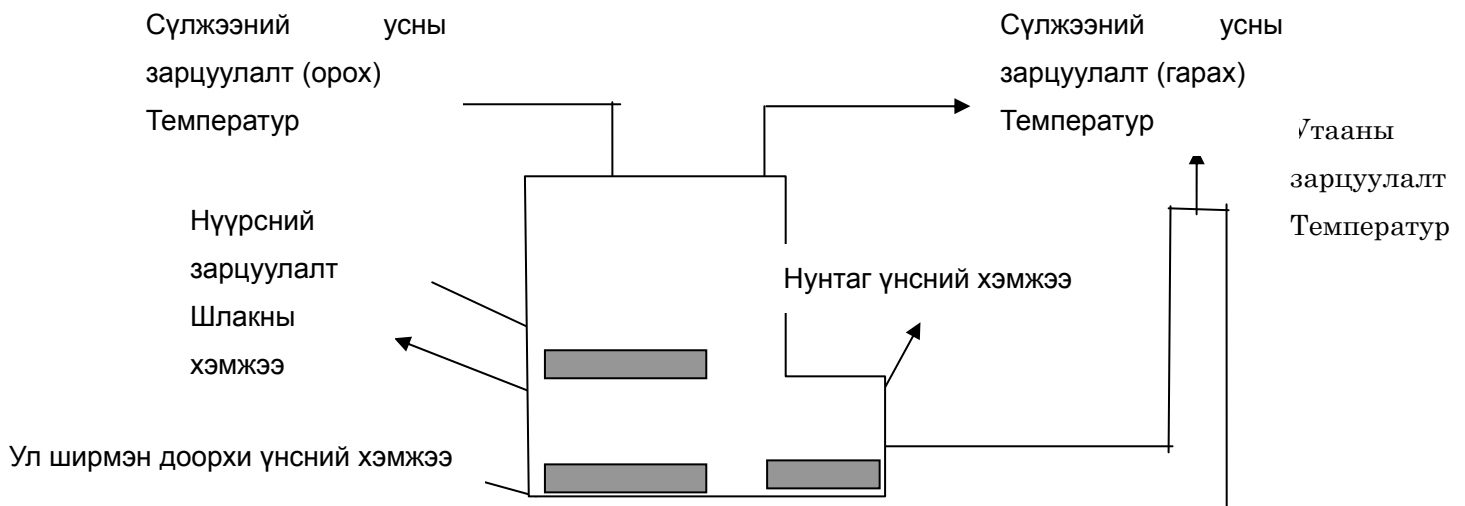 Сүлжээний усны
зарцуулалт (орох)
Температур
Сүлжээний усны
зарцуулалт (гарах)
Температур
Утааны
зарцуулалт
Температур
Нүүрсний
зарцуулалт
Шлакны
хэмжээ
Нунтаг үнсний хэмжээ
Ул ширмэн доорхи үнсний хэмжээ